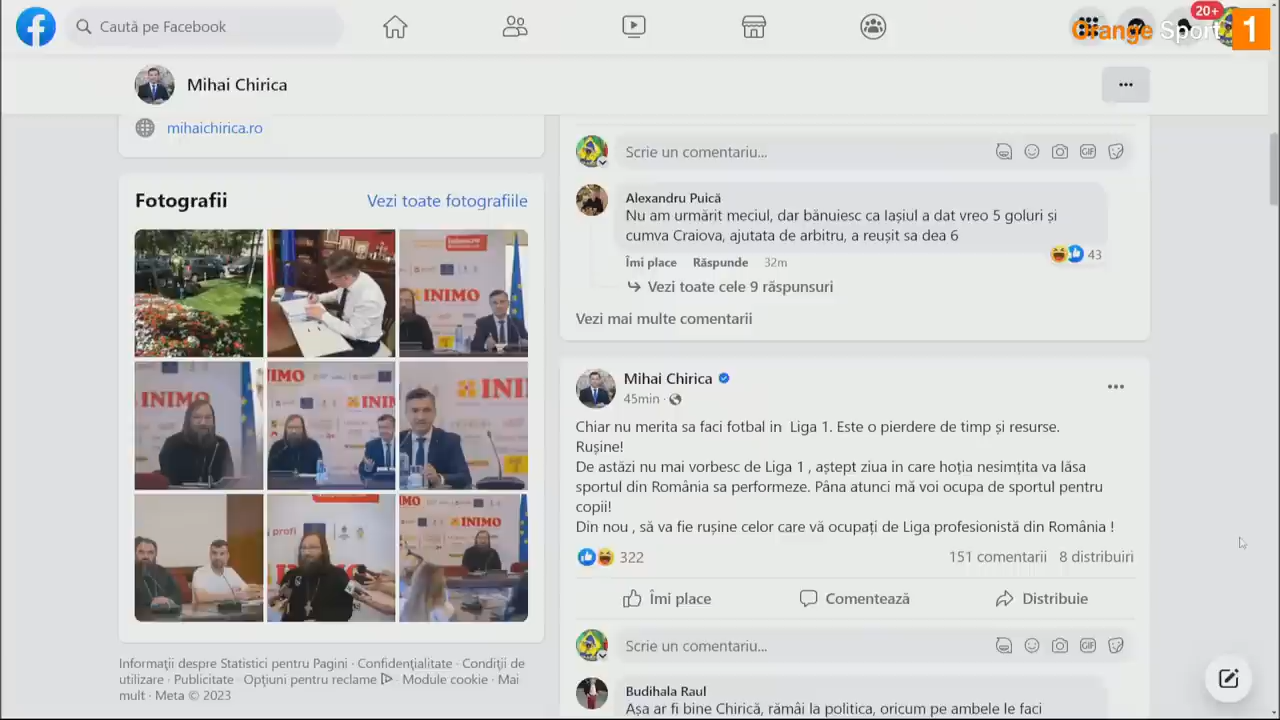 Caută pe Facebook
20+
Orange Sport 1
Mihai Chirica
mihaichirica.ro
Fotografii
Vezi toate fotografiile
INIMO
INIMO
IMO
INI
INIMO
profi
INIMO
Informații despre Statistici pentru Pagini · Confidențialitate · Condiții de
utilizare · Publicitate · Opțiuni pentru reclame · Module cookie · Mai
mult · Meta © 2023
Scrie un comentariu...
GIF
Alexandru Puică
Nu am urmărit meciul, dar bănuiesc ca Iașiul a dat vreo 5 goluri și
cumva Craiova, ajutata de arbitru, a reușit sa dea 6
43
Îmi place Răspunde 32m
Vezi toate cele 9 răspunsuri
Vezi mai multe comentarii
Mihai Chirica
45min ·
Chiar nu merita sa faci fotbal in Liga 1. Este o pierdere de timp și resurse.
Rușine!
De astăzi nu mai vorbesc de Liga 1 , aștept ziua in care hoția nesimțita va lăsa
sportul din România sa performeze. Pâna atunci mă voi ocupa de sportul pentru
copii!
Din nou , să va fie rușine celor care vă ocupați de Liga profesionistă din România !
322
151 comentarii 8 distribuiri
Îmi place Comentează Distribuie
Scrie un comentariu...
GIF
Budihala Raul
Așa ar fi bine Chirică, rămâi la politica, oricum pe ambele le faci